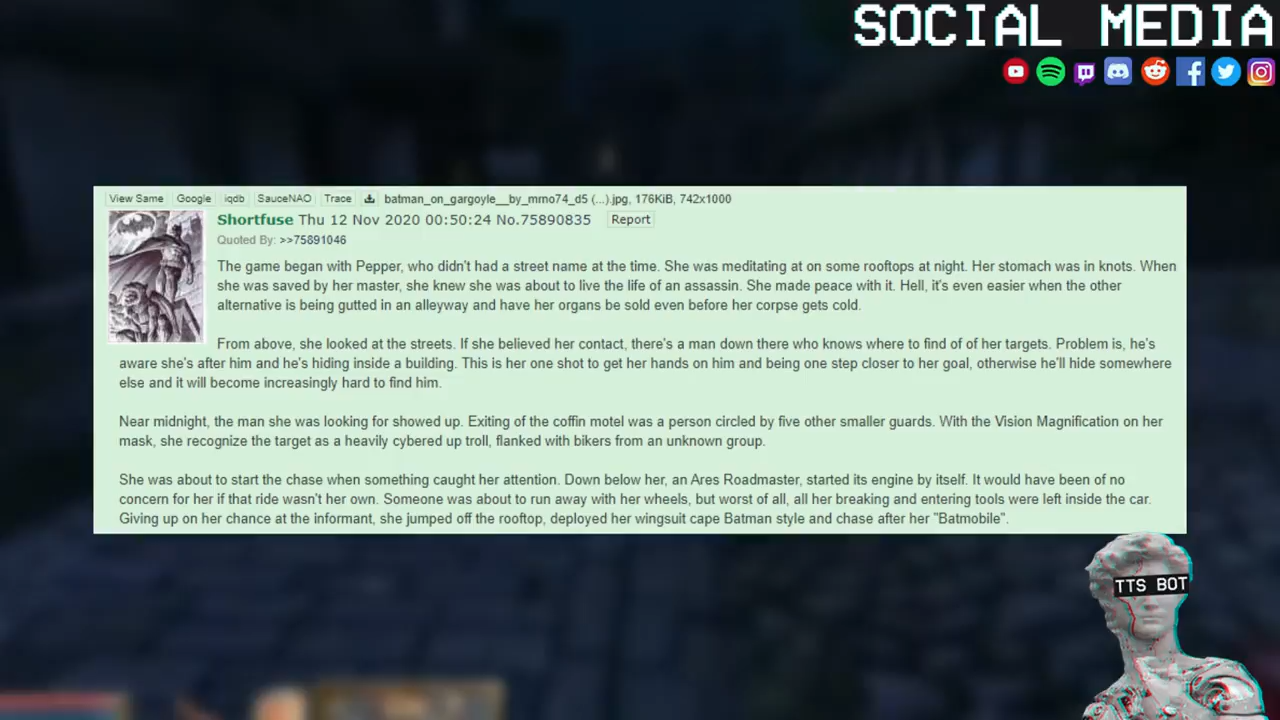 SOCIAL MEDIA
View Same Google iqdb SauceNAO Trace batman_on_gargoyle__by_mmo74_d5 (...).jpg, 176KiB, 742x1000
Shortfuse Thu 12 Nov 2020 00:50:24 No.75890835 Report
Quoted By: >>75891046
The game began with Pepper, who didn't had a street name at the time. She was meditating at on some rooftops at night. Her stomach was in knots. When
she was saved by her master, she knew she was about to live the life of an assassin. She made peace with it. Hell, it's even easier when the other
alternative is being gutted in an alleyway and have her organs be sold even before her corpse gets cold.
From above, she looked at the streets. If she believed her contact, there's a man down there who knows where to find of of her targets. Problem is, he's
aware she's after him and he's hiding inside a building. This is her one shot to get her hands on him and being one step closer to her goal, otherwise he'll hide somewhere
else and it will become increasingly hard to find him.
Near midnight, the man she was looking for showed up. Exiting of the coffin motel was a person circled by five other smaller guards. With the Vision Magnification on her
mask, she recognize the target as a heavily cybered up troll, flanked with bikers from an unknown group.
She was about to start the chase when something caught her attention. Down below her, an Ares Roadmaster, started its engine by itself. It would have been of no
concern for her if that ride wasn't her own. Someone was about to run away with her wheels, but worst of all, all her breaking and entering tools were left inside the car.
Giving up on her chance at the informant, she jumped off the rooftop, deployed her wingsuit cape Batman style and chase after her "Batmobile".
TTS BOT